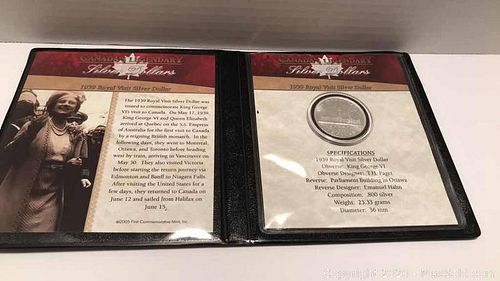 CANADA'S LEGENDARY
Silver Dollars
1939 Royal Visit Silver Dollar
The 1939 Royal Visit Silver Dollar was
issued to commemorate King George
VI's visit to Canada. On May 17, 1939,
King George VI and Queen Elizabeth
arrived at Quebec on the S.S. Empress
of Australia for the first visit to Canada
by a reigning British monarch. In the
following days, they went to Montreal,
Ottawa, and Toronto before heading
west by train, arriving in Vancouver on
May 30. They also visited Victoria
before starting the return journey via
Edmonton and Banff to Niagara Falls.
After visiting the United States for a
few days, they returned to Canada on
June 12 and sailed from Halifax on
June 15.
©2005 First Commemorative Mint, Inc.
CANADA'S LEGENDARY
Silver Dollars
1939 Royal Visit Silver Dollar
SPECIFICATIONS
1939 Royal Visit Silver Dollar
Obverse: King George VI
Obverse Designer: T.H. Paget
Reverse: Parliament Building in Ottawa
Reverse Designer: Emanuel Hahn
Composition: .800 silver
Weight: 23.33 grams
Diameter: 36 mm